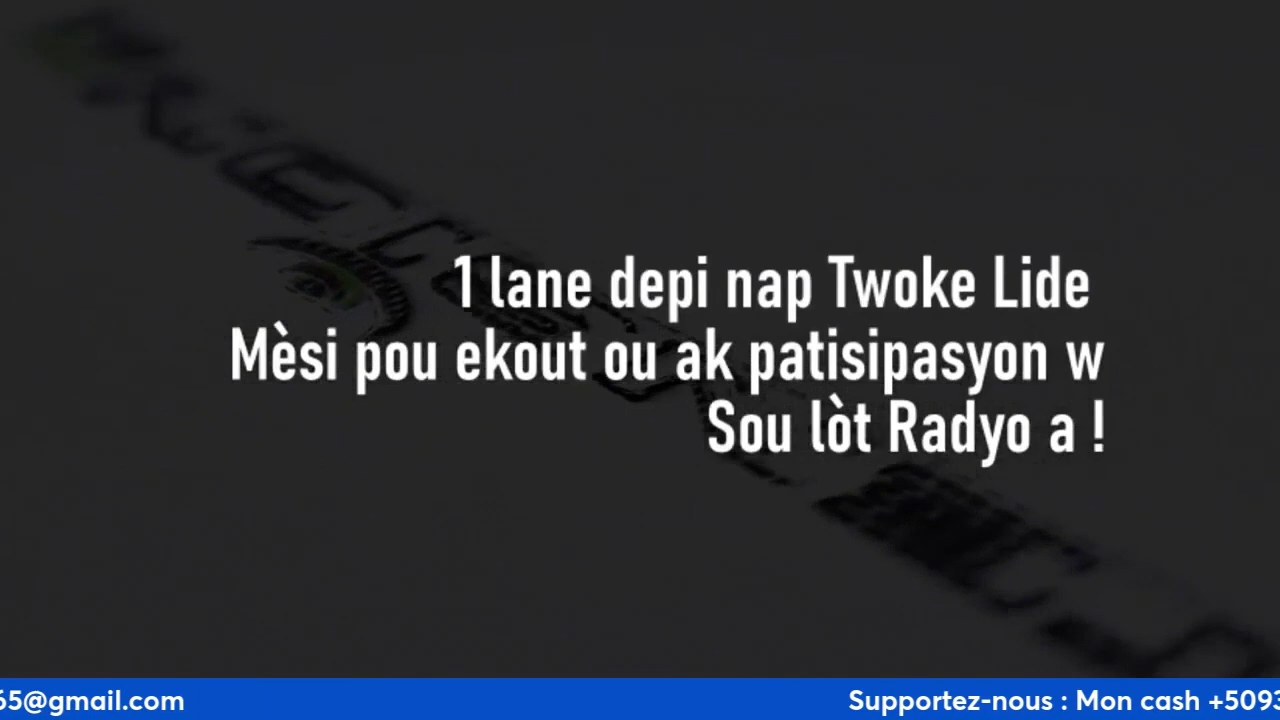 1 lane depi nap Twoke Lide
Mèsi pou ekout ou ak patisipasyon w
Sou lòt Radyo a !
65@gmail.com
Supportez-nous : Mon cash +5093